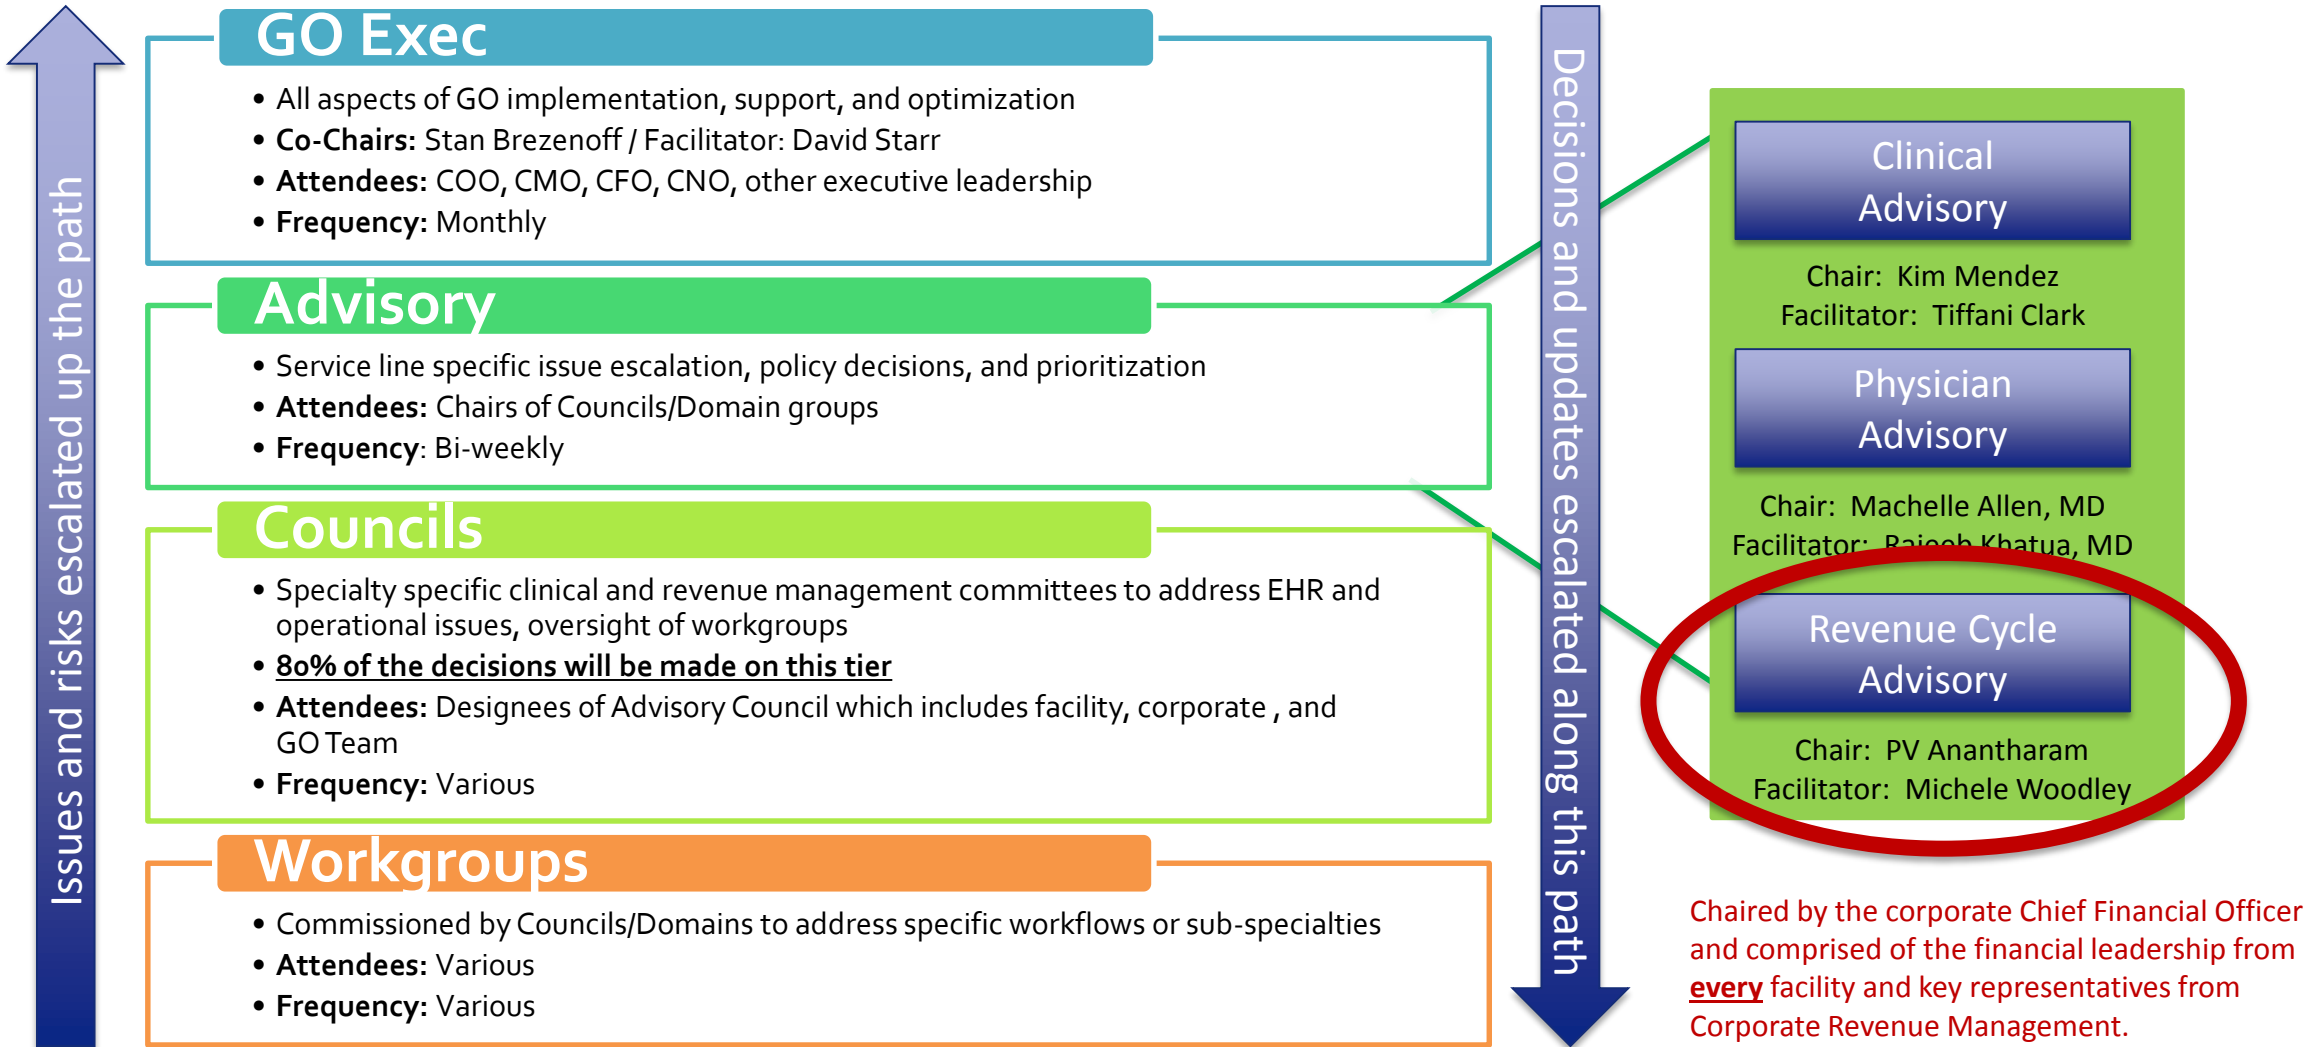 Issues and risks escalated up the path
GO Exec
• All aspects of GO implementation, support, and optimization
• Co-Chairs: Stan Brezenoff / Facilitator: David Starr
• Attendees: COO, CMO, CFO, CNO, other executive leadership
• Frequency: Monthly
Advisory
• Service line specific issue escalation, policy decisions, and prioritization
• Attendees: Chairs of Councils/Domain groups
• Frequency: Bi-weekly
Councils
• Specialty specific clinical and revenue management committees to address EHR and
operational issues, oversight of workgroups
• 80% of the decisions will be made on this tier
• Attendees: Designees of Advisory Council which includes facility, corporate , and
GO Team
• Frequency: Various
Workgroups
• Commissioned by Councils/Domains to address specific workflows or sub-specialties
• Attendees: Various
• Frequency: Various
Decisions and updates escalated along this path
Clinical
Advisory
Chair: Kim Mendez
Facilitator: Tiffani Clark
Physician
Advisory
Chair: Machelle Allen, MD
Facilitator: Rajeeb Khatua, MD
Revenue Cycle
Advisory
Chair: PV Anantharam
Facilitator: Michele Woodley
Chaired by the corporate Chief Financial Officer
and comprised of the financial leadership from
every facility and key representatives from
Corporate Revenue Management.